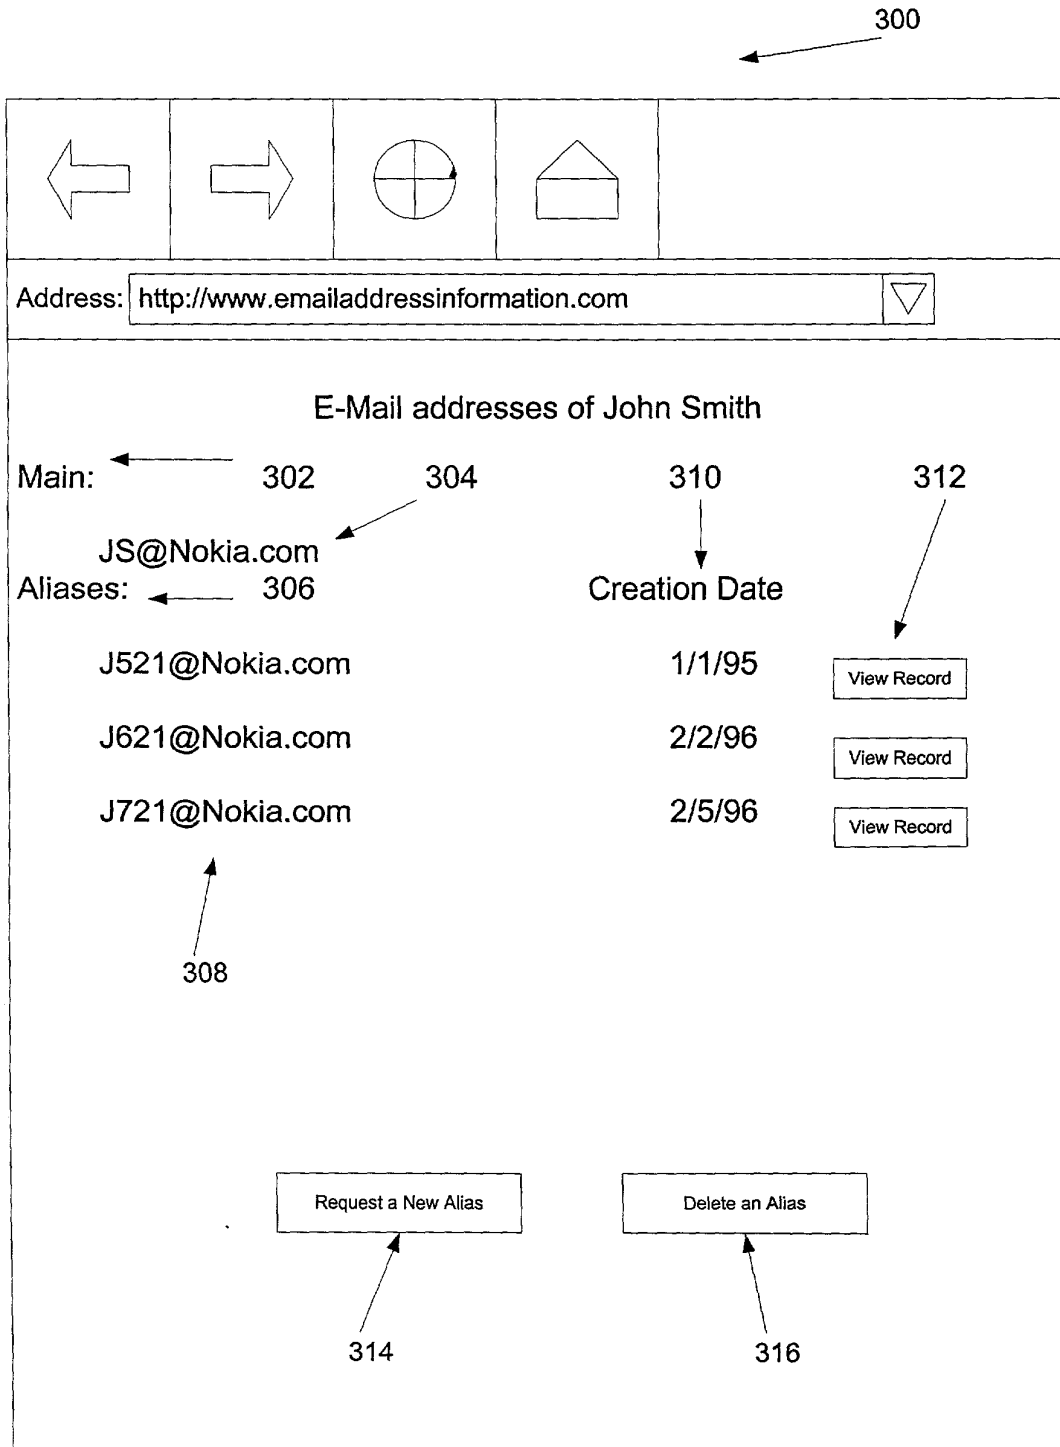 300
Address: http://www.emailaddressinformation.com
E-Mail addresses of John Smith
Main: 302 304 310 312
JS@Nokia.com
Aliases: 306 Creation Date
J521@Nokia.com 1/1/95 View Record
J621@Nokia.com 2/2/96 View Record
J721@Nokia.com 2/5/96 View Record
308
Request a New Alias Delete an Alias
314 316